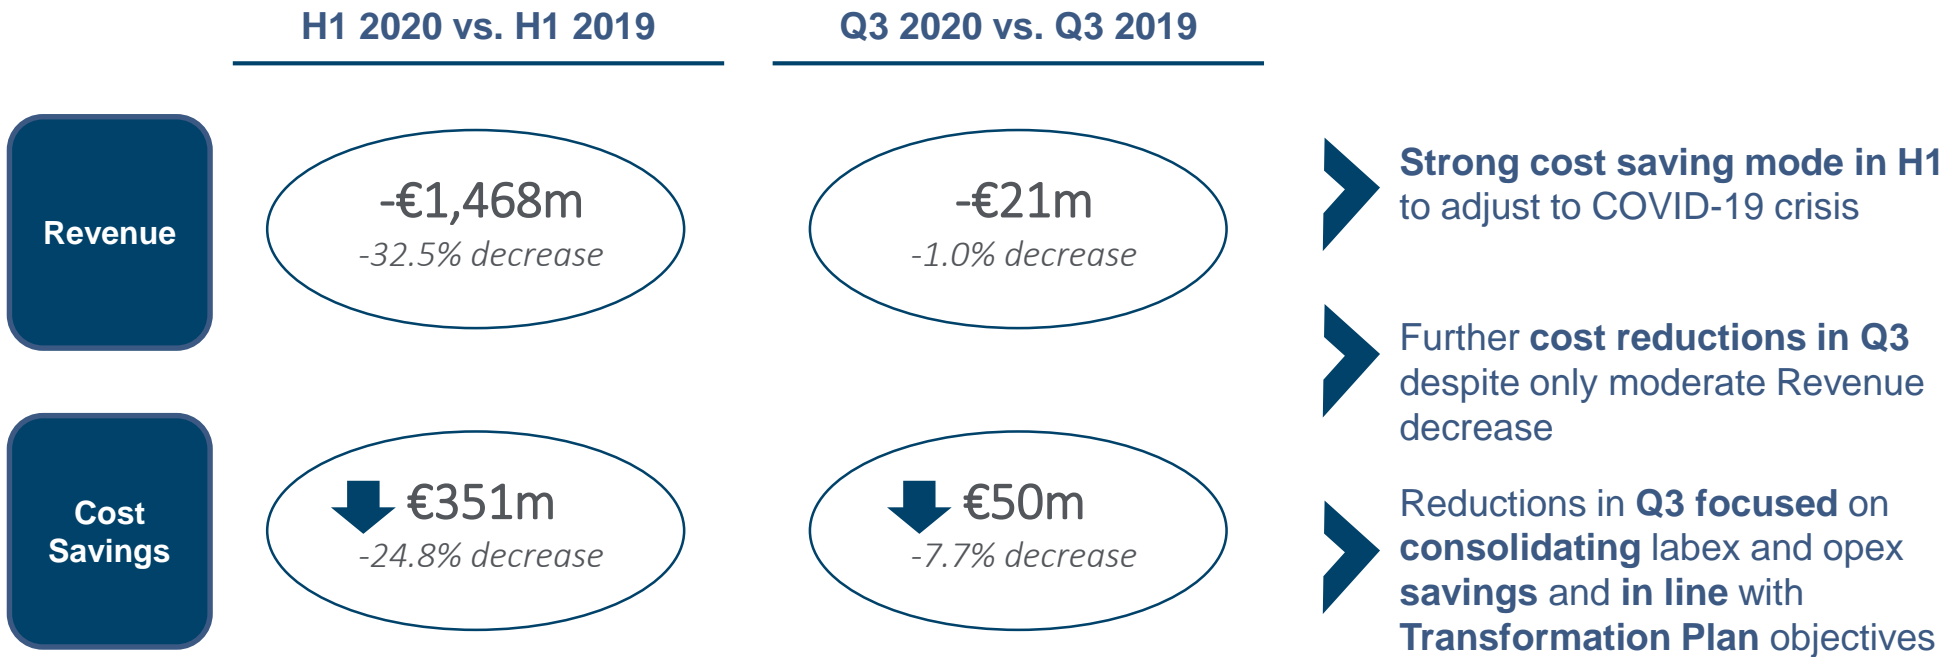 H1 2020 vs. H1 2019
Q3 2020 vs. Q3 2019
Revenue
-€1,468m
-32.5% decrease
-€21m
-1.0% decrease
Cost
Savings
€351m
-24.8% decrease
€50m
-7.7% decrease
Strong cost saving mode in H1
to adjust to COVID-19 crisis
Further cost reductions in Q3
despite only moderate Revenue
decrease
Reductions in Q3 focused on
consolidating labex and opex
savings and in line with
Transformation Plan objectives